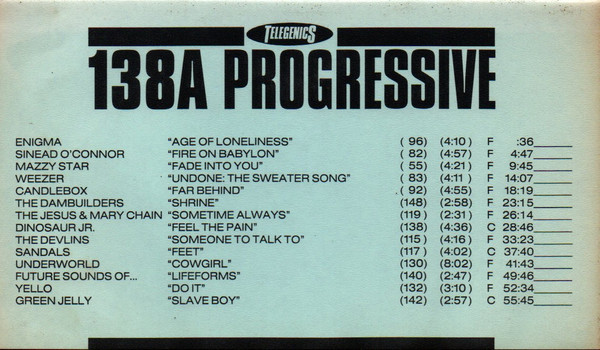 TELEGENICS
138A PROGRESSIVE
ENIGMA "AGE OF LONELINESS" ( 96) (4:10) F :36
SINEAD O'CONNOR "FIRE ON BABYLON" ( 82) (4:57) F 4:47
MAZZY STAR "FADE INTO YOU" ( 55) (4:21) F 9:45
WEEZER "UNDONE: THE SWEATER SONG" ( 83) (4:11 ) F 14:07
CANDLEBOX "FAR BEHIND" ( 92) (4:55) F 18:19
THE DAMBUILDERS "SHRINE" (148) (2:58) F 23:15
THE JESUS & MARY CHAIN "SOMETIME ALWAYS" (119) (2:31) F 26:14
DINOSAUR JR. "FEEL THE PAIN" (138) (4:36) C 28:46
THE DEVLINS "SOMEONE TO TALK TO" (115) (4:16) F 33:23
SANDALS "FEET" (117) (4:02) C 37:40
UNDERWORLD "COWGIRL" (130) (8:02) F 41:43
FUTURE SOUNDS OF... "LIFEFORMS" (140) (2:47) F 49:46
YELLO "DO IT" (132) (3:10) F 52:34
GREEN JELLY "SLAVE BOY" (142) (2:57) C 55:45